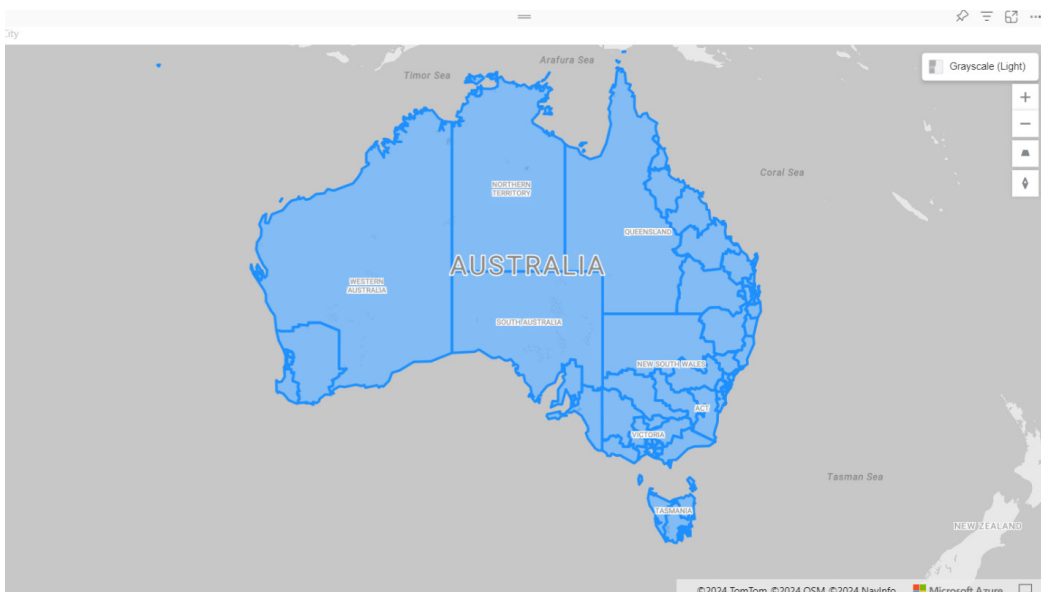 City
Arafura Sea
Timor Sea
Grayscale (Light)
Coral Sea
NORTHERN
TERRITORY
QUEENSLAND
AUSTRALIA
WESTERN
AUSTRALIA
SOUTH AUSTRALIA
NEW SOUTH WALES
ACT
VICTORIA
Tasman Sea
TASMANIA
NEW ZEALAND
©2024 TomTom, ©2024 OSM, ©2024 NavInfo
Microsoft Azure